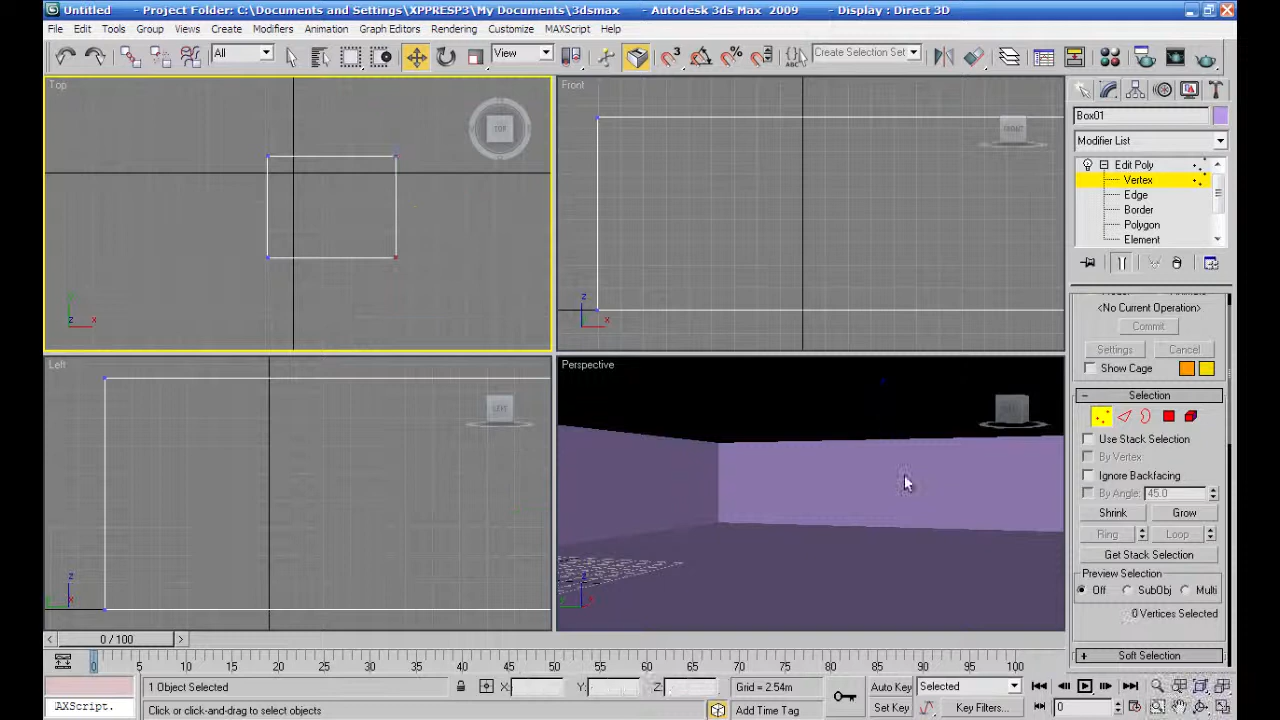 Untitled - Project Folder: C:\Documents and Settings\XPPRESP3\My Documents\3dsmax - Autodesk 3ds Max 2009 - Display : Direct 3D
File Edit Tools Group Views Create Modifiers Animation Graph Editors Rendering Customize MAXScript Help
All View Create Selection Set
Top Front
TOP FRONT
Left Perspective
LEFT
Box01
Modifier List
Edit Poly
Vertex
Edge
Border
Polygon
Element
<No Current Operation>
Commit
Settings Cancel
Show Cage
Selection
Use Stack Selection
By Vertex:
Ignore Backfacing
By Angle: 45.0
Shrink Grow
Ring Loop
Get Stack Selection
Preview Selection
Off SubObj Multi
0 Vertices Selected
Soft Selection
0 / 100
0 5 10 15 20 25 30 35 40 45 50 55 60 65 70 75 80 85 90 95 100
1 Object Selected X: Y: Z: Grid = 2.54m Auto Key Selected
AXScript. Click or click-and-drag to select objects Add Time Tag Set Key Key Filters... 0